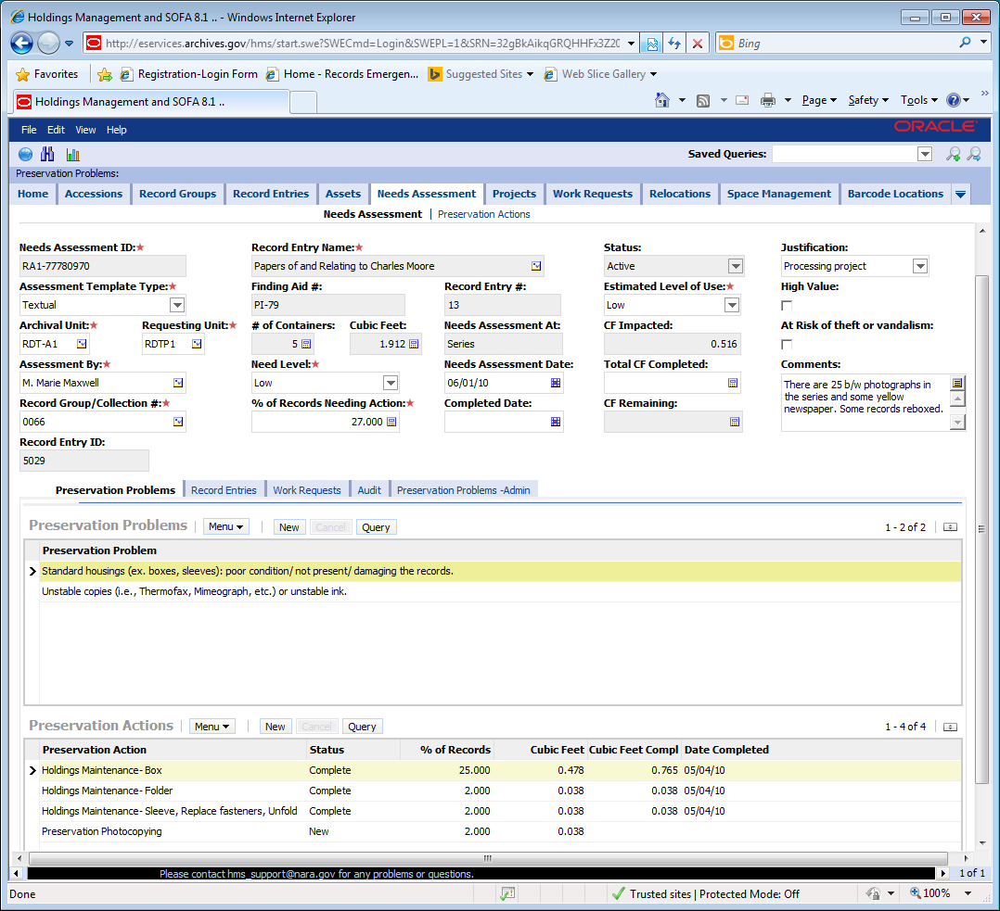 Holdings Management and SOFA 8.1 .. - Windows Internet Explorer
http://eservices.archives.gov/hms/start.swe?SWECmd=Login&SWEPL=1&SRN=32gBkAikqGRQHHFx3Z20
Bing
Favorites Registration-Login Form Home - Records Emergen... Suggested Sites Web Slice Gallery
Holdings Management and SOFA 8.1 ..
Page Safety Tools
File Edit View Help
ORACLE
Saved Queries:
Preservation Problems:
Home Accessions Record Groups Record Entries Assets Needs Assessment Projects Work Requests Relocations Space Management Barcode Locations
Needs Assessment | Preservation Actions
Needs Assessment ID:* Record Entry Name:* Status: Justification:
RA1-77780970 Papers of and Relating to Charles Moore Active Processing project
Assessment Template Type:* Finding Aid #: Record Entry #: Estimated Level of Use:* High Value:
Textual PI-79 13 Low
Archival Unit:* Requesting Unit:* # of Containers: Cubic Feet: Needs Assessment At: CF Impacted: At Risk of theft or vandalism:
RDT-A1 RDTP1 5 1.912 Series 0.516
Assessment By:* Need Level:* Needs Assessment Date: Total CF Completed: Comments:
M. Marie Maxwell Low 06/01/10
There are 25 b/w photographs in
the series and some yellow
newspaper. Some records reboxed.
Record Group/Collection #:* % of Records Needing Action:* Completed Date: CF Remaining:
0066 27.000
Record Entry ID:
5029
Preservation Problems Record Entries Work Requests Audit Preservation Problems -Admin
Preservation Problems Menu New Cancel Query 1 - 2 of 2
Preservation Problem
Standard housings (ex. boxes, sleeves): poor condition/ not present/ damaging the records.
Unstable copies (i.e., Thermofax, Mimeograph, etc.) or unstable ink.
Preservation Actions Menu New Cancel Query 1 - 4 of 4
Preservation Action Status % of Records Cubic Feet Cubic Feet Compl Date Completed
Holdings Maintenance- Box Complete 25.000 0.478 0.765 05/04/10
Holdings Maintenance- Folder Complete 2.000 0.038 0.038 05/04/10
Holdings Maintenance- Sleeve, Replace fasteners, Unfold Complete 2.000 0.038 0.038 05/04/10
Preservation Photocopying New 2.000 0.038
Please contact hms_support@nara.gov for any problems or questions. 1 of 1
Done Trusted sites | Protected Mode: Off 100%